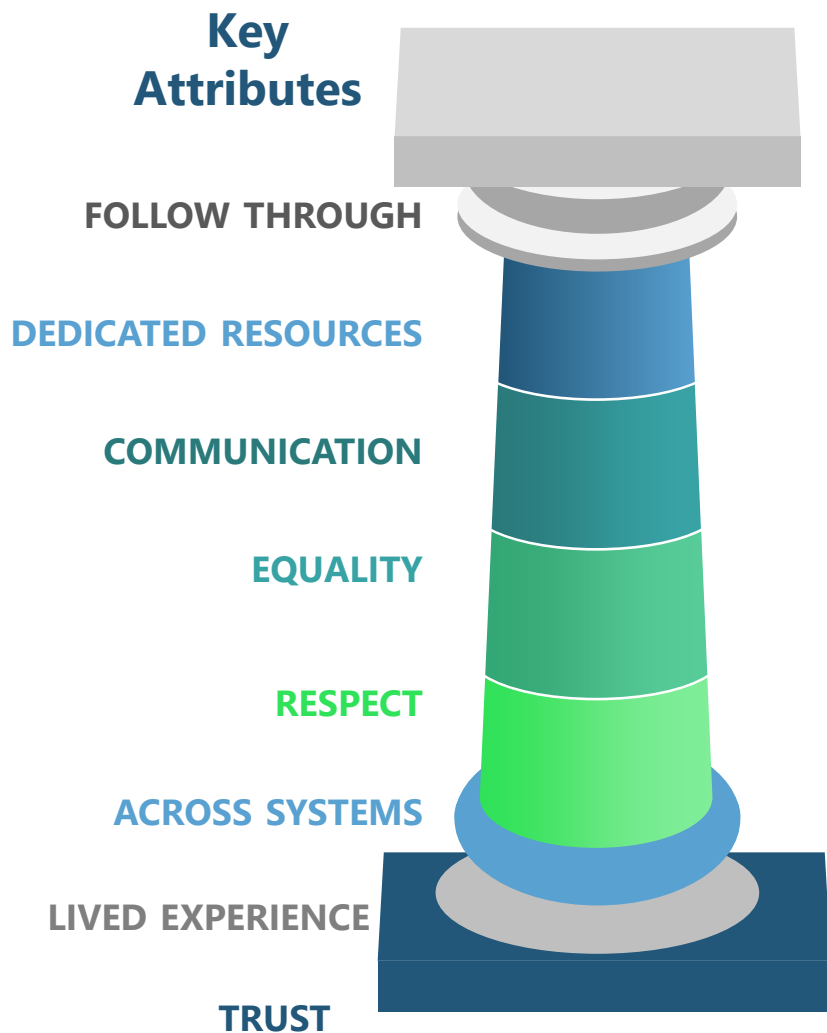 Key
Attributes
FOLLOW THROUGH
DEDICATED RESOURCES
COMMUNICATION
EQUALITY
RESPECT
ACROSS SYSTEMS
LIVED EXPERIENCE
TRUST